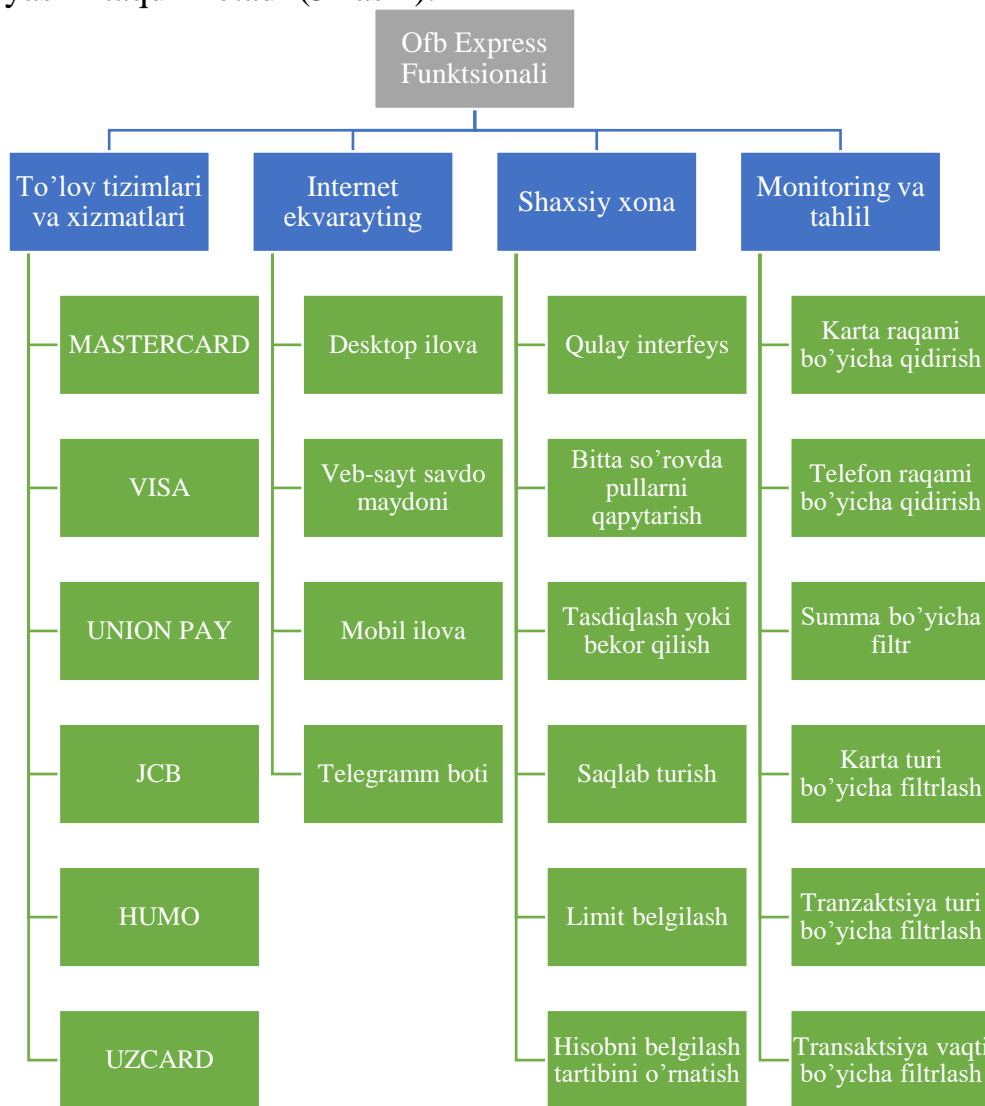 Ofb Express
Funktsionali
To’lov tizimlari
va xizmatlari
MASTERCARD
VISA
UNION PAY
JCB
HUMO
UZCARD
Internet
ekvarayting
Desktop ilova
Veb-sayt savdo
maydoni
Mobil ilova
Telegramm boti
Shaxsiy xona
Qulay interfeys
Bitta so’rovda
pullarni
qapytarish
Tasdiqlash yoki
bekor qilish
Saqlab turish
Limit belgilash
Hisobni belgilash
tartibini o’rnatish
Monitoring va
tahlil
Karta raqami
bo’yicha qidirish
Telefon raqami
bo’yicha qidirish
Summa bo’yicha
filtr
Karta turi
bo’yicha filtrlash
Tranzaktsiya turi
bo’yicha filtrlash
Transaktsiya vaqti
bo’yicha filtrlash